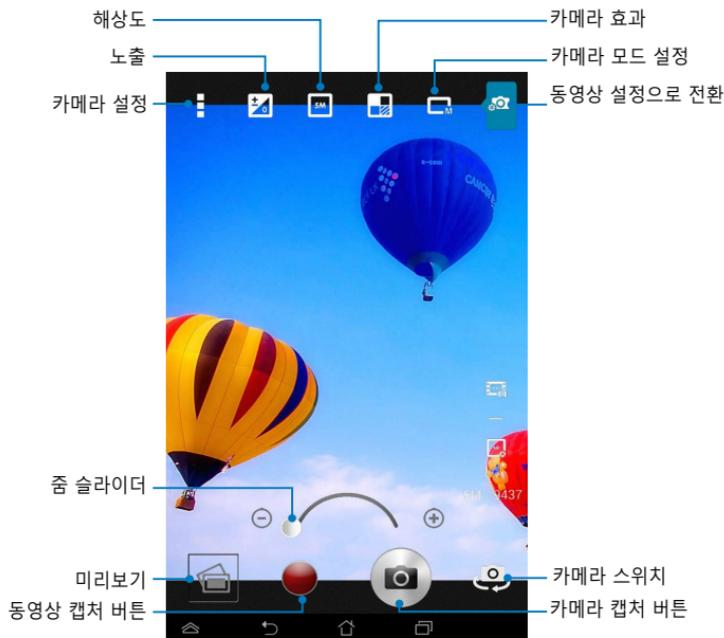 해상도
카메라 효과
노출
카메라 모드 설정
카메라 설정
동영상 설정으로 전환
5M
M
CANCER
줌 슬라이더
미리보기
카메라 스위치
동영상 캡처 버튼
카메라 캡처 버튼